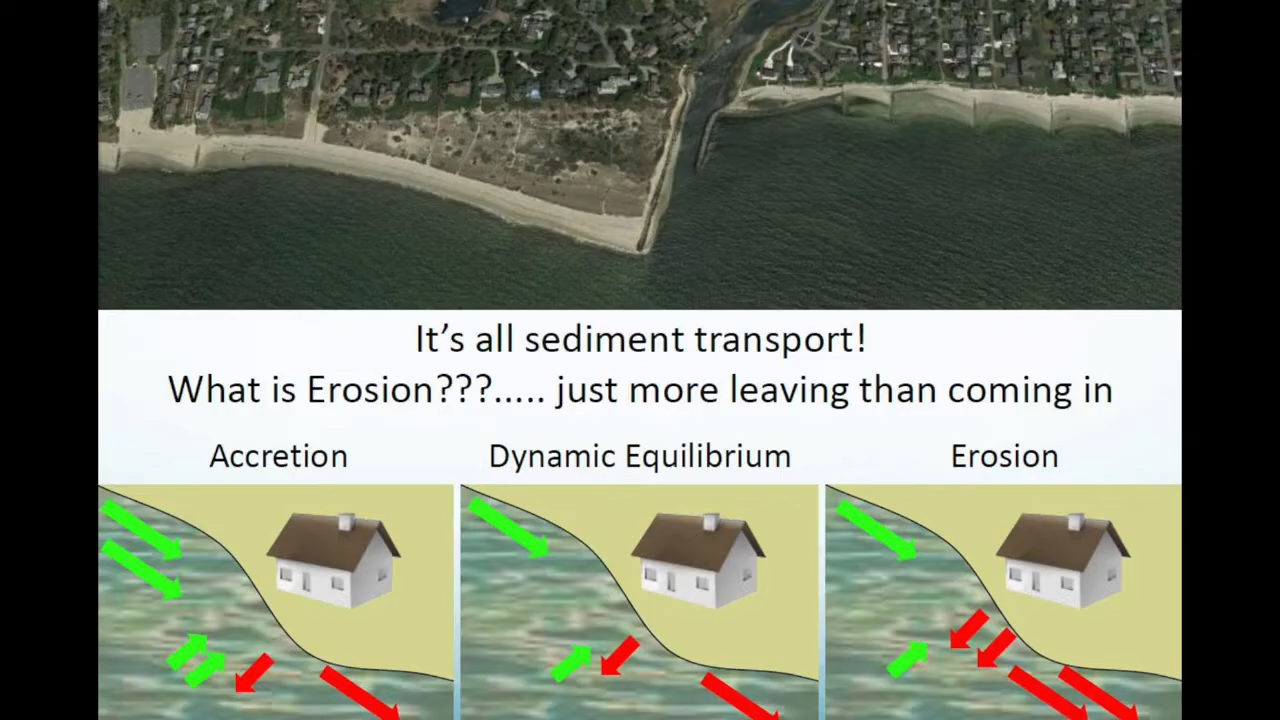 It’s all sediment transport!
What is Erosion???..... just more leaving than coming in
Accretion
Dynamic Equilibrium
Erosion